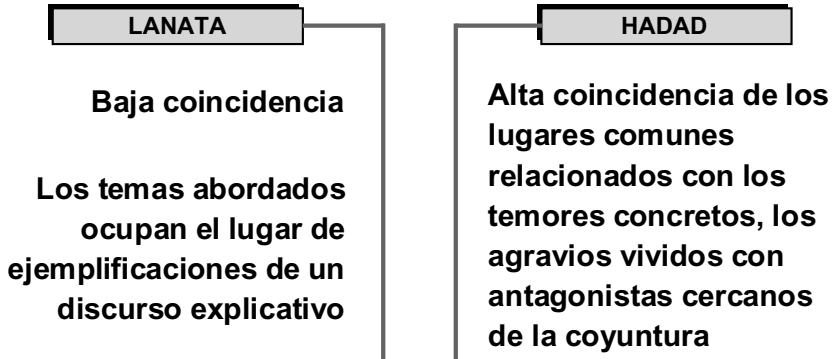 LANATA
Baja coincidencia
Los temas abordados
ocupan el lugar de
ejemplificaciones de un
discurso explicativo
HADAD
Alta coincidencia de los
lugares comunes
relacionados con los
temores concretos, los
agravios vividos con
antagonistas cercanos
de la coyuntura